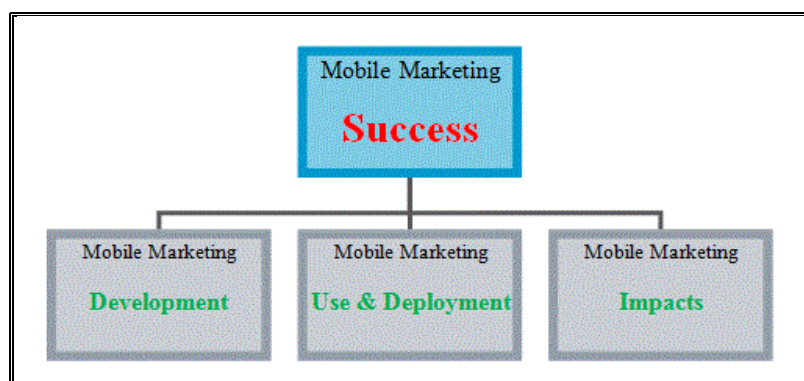 Mobile Marketing
Success
Mobile Marketing
Development
Mobile Marketing
Use & Deployment
Mobile Marketing
Impacts